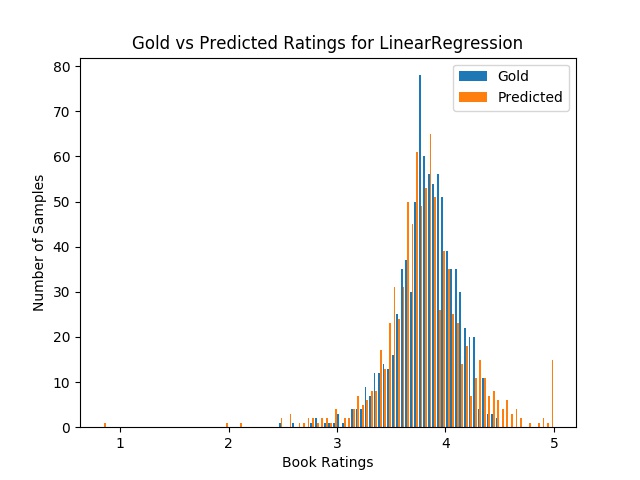 Gold vs Predicted Ratings for LinearRegression
Gold
Predicted
80
70
60
50
40
30
20
10
0
Number of Samples
1 2 3 4 5
Book Ratings